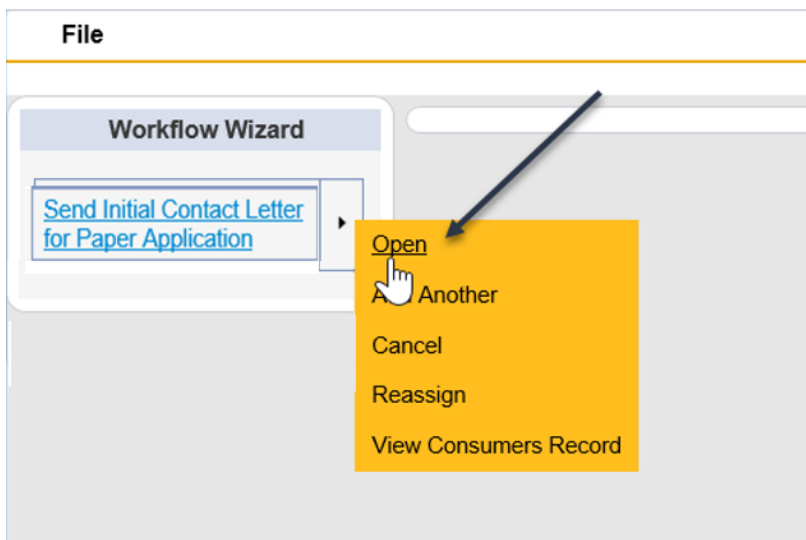 File
Workflow Wizard
Send Initial Contact Letter
for Paper Application
Open
Another
Cancel
Reassign
View Consumers Record